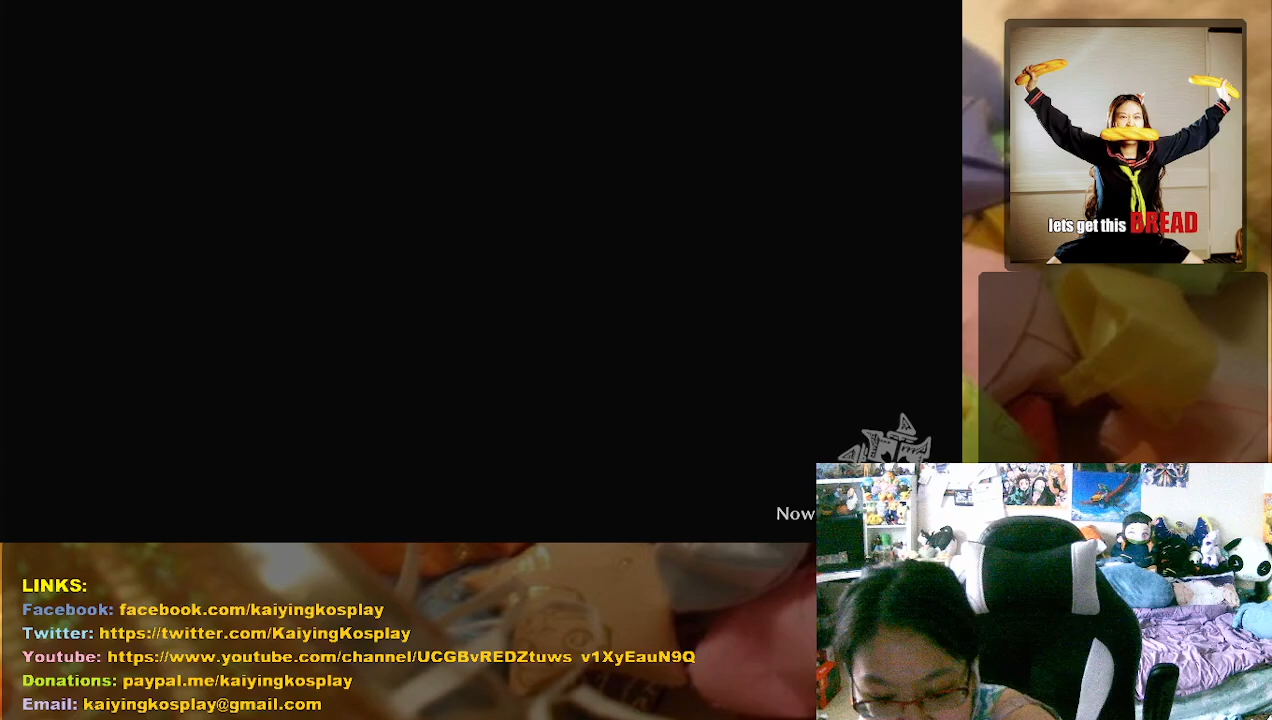 lets get this BREAD
Now
LINKS:
Facebook: facebook.com/kaiyingkosplay
Twitter: https://twitter.com/KaiyingKosplay
Youtube: https://www.youtube.com/channel/UCGBvREDZtuws_v1XyEauN9Q
Donations: paypal.me/kaiyingkosplay
Email: kaiyingkosplay@gmail.com